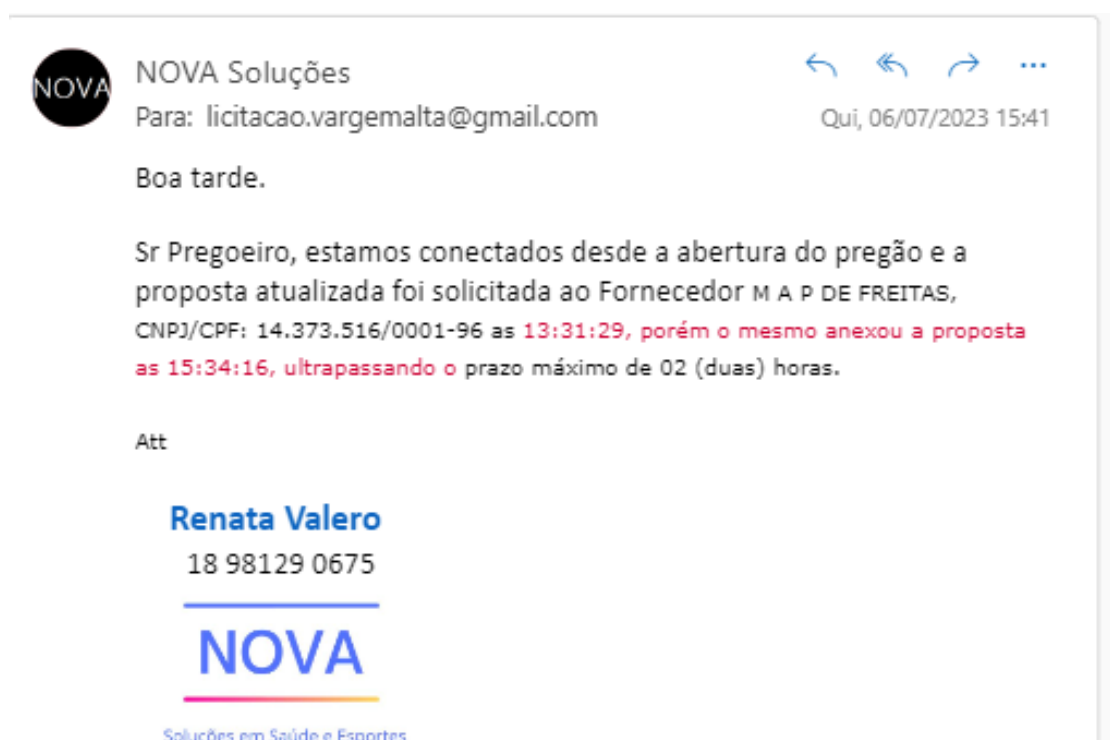 NOVA
NOVA Soluções
Para: licitacao.vargemalta@gmail.com
Qui, 06/07/2023 15:41
Boa tarde.
Sr Pregoeiro, estamos conectados desde a abertura do pregão e a
proposta atualizada foi solicitada ao Fornecedor M A P DE FREITAS,
CNPJ/CPF: 14.373.516/0001-96 as 13:31:29, porém o mesmo anexou a proposta
as 15:34:16, ultrapassando o prazo máximo de 02 (duas) horas.
Att
Renata Valero
18 98129 0675
NOVA
Soluções em Saúde e Esportes